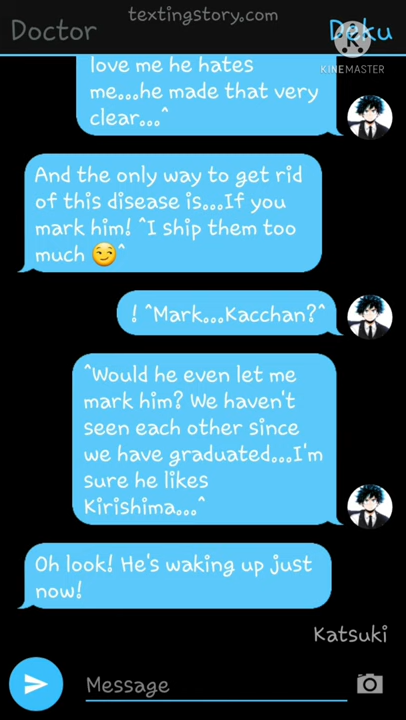 textingstory.com
Doctor
Deku
KINEMASTER
love me he hates
me...he made that very
clear...^
And the only way to get rid
of this disease is...If you
mark him! ^I ship them too
much 😏^
! ^Mark...Kacchan?^
^Would he even let me
mark him? We haven't
seen each other since
we have graduated...I'm
sure he likes
Kirishima...^
Oh look! He's waking up just
now!
Katsuki
Message